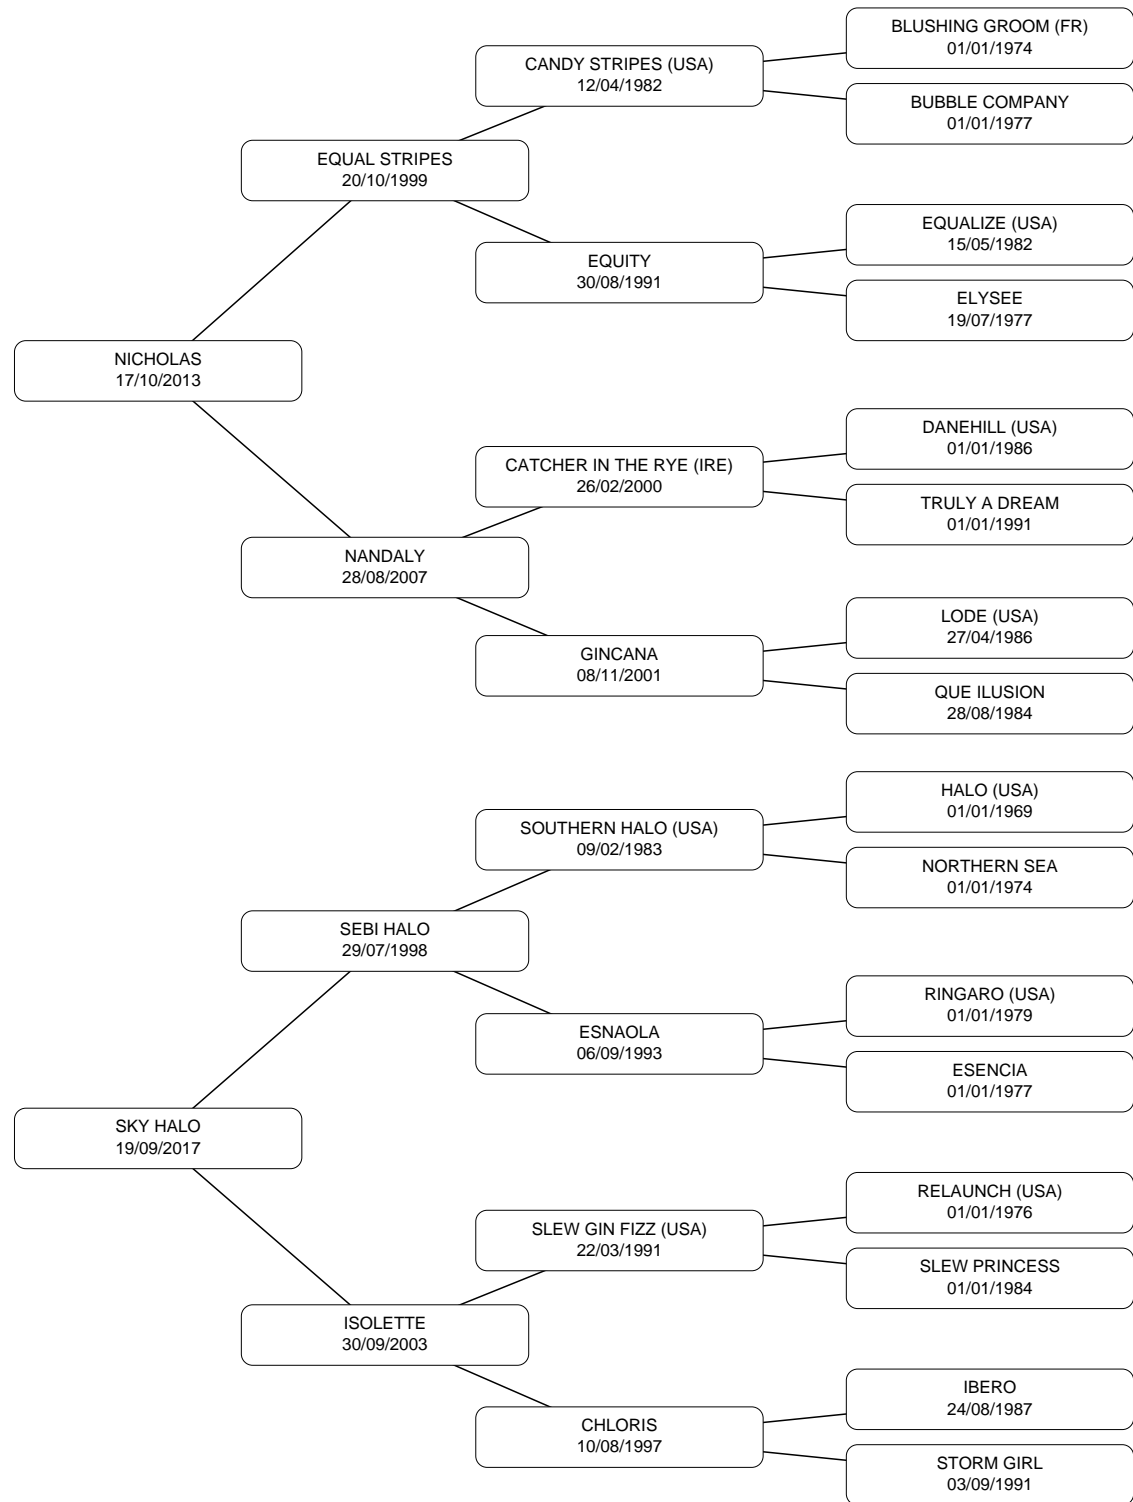 BLUSHING GROOM (FR)
01/01/1974
CANDY STRIPES (USA)
12/04/1982
BUBBLE COMPANY
01/01/1977
EQUAL STRIPES
20/10/1999
EQUALIZE (USA)
15/05/1982
EQUITY
30/08/1991
ELYSEE
19/07/1977
NICHOLAS
17/10/2013
DANEHILL (USA)
01/01/1986
CATCHER IN THE RYE (IRE)
26/02/2000
TRULY A DREAM
01/01/1991
NANDALY
28/08/2007
LODE (USA)
27/04/1986
GINCANA
08/11/2001
QUE ILUSION
28/08/1984
HALO (USA)
01/01/1969
SOUTHERN HALO (USA)
09/02/1983
NORTHERN SEA
01/01/1974
SEBI HALO
29/07/1998
RINGARO (USA)
01/01/1979
ESNAOLA
06/09/1993
ESENCIA
01/01/1977
SKY HALO
19/09/2017
RELAUNCH (USA)
01/01/1976
SLEW GIN FIZZ (USA)
22/03/1991
SLEW PRINCESS
01/01/1984
ISOLETTE
30/09/2003
IBERO
24/08/1987
CHLORIS
10/08/1997
STORM GIRL
03/09/1991